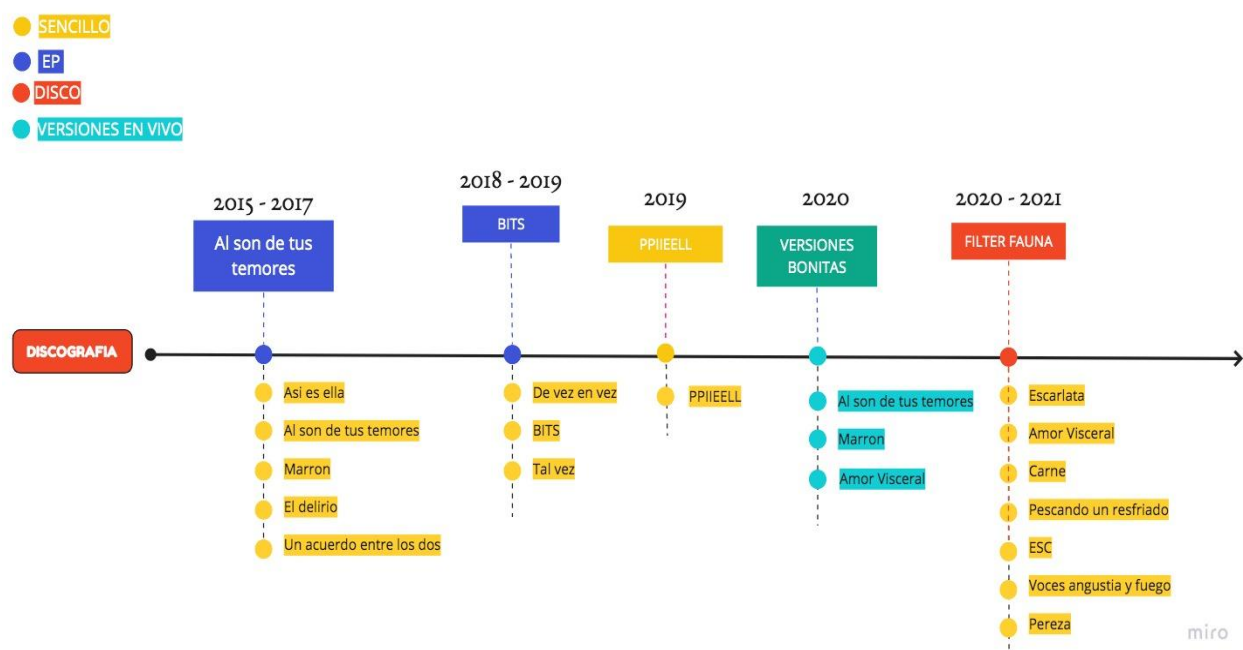 SENCILLO
EP
DISCO
VERSIONES EN VIVO
2015 - 2017
Al son de tus
temores
2018 - 2019
BITS
2019
PPIIEELL
2020
VERSIONES
BONITAS
2020 - 2021
FILTER FAUNA
DISCOGRAFIA
Asi es ella
Al son de tus temores
Marron
El delirio
Un acuerdo entre los dos
De vez en vez
BITS
Tal vez
PPIIEELL
Al son de tus temores
Marron
Amor Visceral
Escarlata
Amor Visceral
Carne
Pescando un resfriado
ESC
Voces angustia y fuego
Pereza
miro